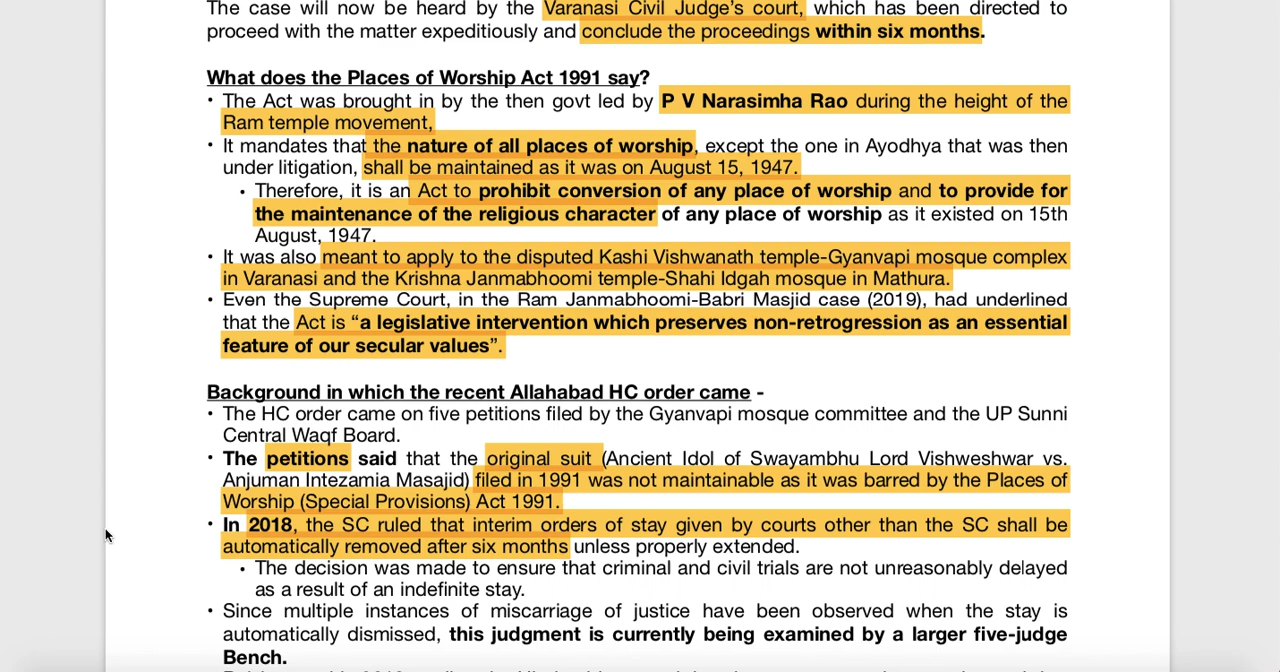 The case will now be heard by the Varanasi Civil Judge's court, which has been directed to
proceed with the matter expeditiously and conclude the proceedings within six months.
What does the Places of Worship Act 1991 say?
• The Act was brought in by the then govt led by P V Narasimha Rao during the height of the
Ram temple movement,
• It mandates that the nature of all places of worship, except the one in Ayodhya that was then
under litigation, shall be maintained as it was on August 15, 1947.
• Therefore, it is an Act to prohibit conversion of any place of worship and to provide for
the maintenance of the religious character of any place of worship as it existed on 15th
August, 1947.
• It was also meant to apply to the disputed Kashi Vishwanath temple-Gyanvapi mosque complex
in Varanasi and the Krishna Janmabhoomi temple-Shahi Idgah mosque in Mathura.
• Even the Supreme Court, in the Ram Janmabhoomi-Babri Masjid case (2019), had underlined
that the Act is “a legislative intervention which preserves non-retrogression as an essential
feature of our secular values”.
Background in which the recent Allahabad HC order came -
• The HC order came on five petitions filed by the Gyanvapi mosque committee and the UP Sunni
Central Waqf Board.
• The petitions said that the original suit (Ancient Idol of Swayambhu Lord Vishweshwar vs.
Anjuman Intezamia Masajid) filed in 1991 was not maintainable as it was barred by the Places of
Worship (Special Provisions) Act 1991.
• In 2018, the SC ruled that interim orders of stay given by courts other than the SC shall be
automatically removed after six months unless properly extended.
• The decision was made to ensure that criminal and civil trials are not unreasonably delayed
as a result of an indefinite stay.
• Since multiple instances of miscarriage of justice have been observed when the stay is
automatically dismissed, this judgment is currently being examined by a larger five-judge
Bench.